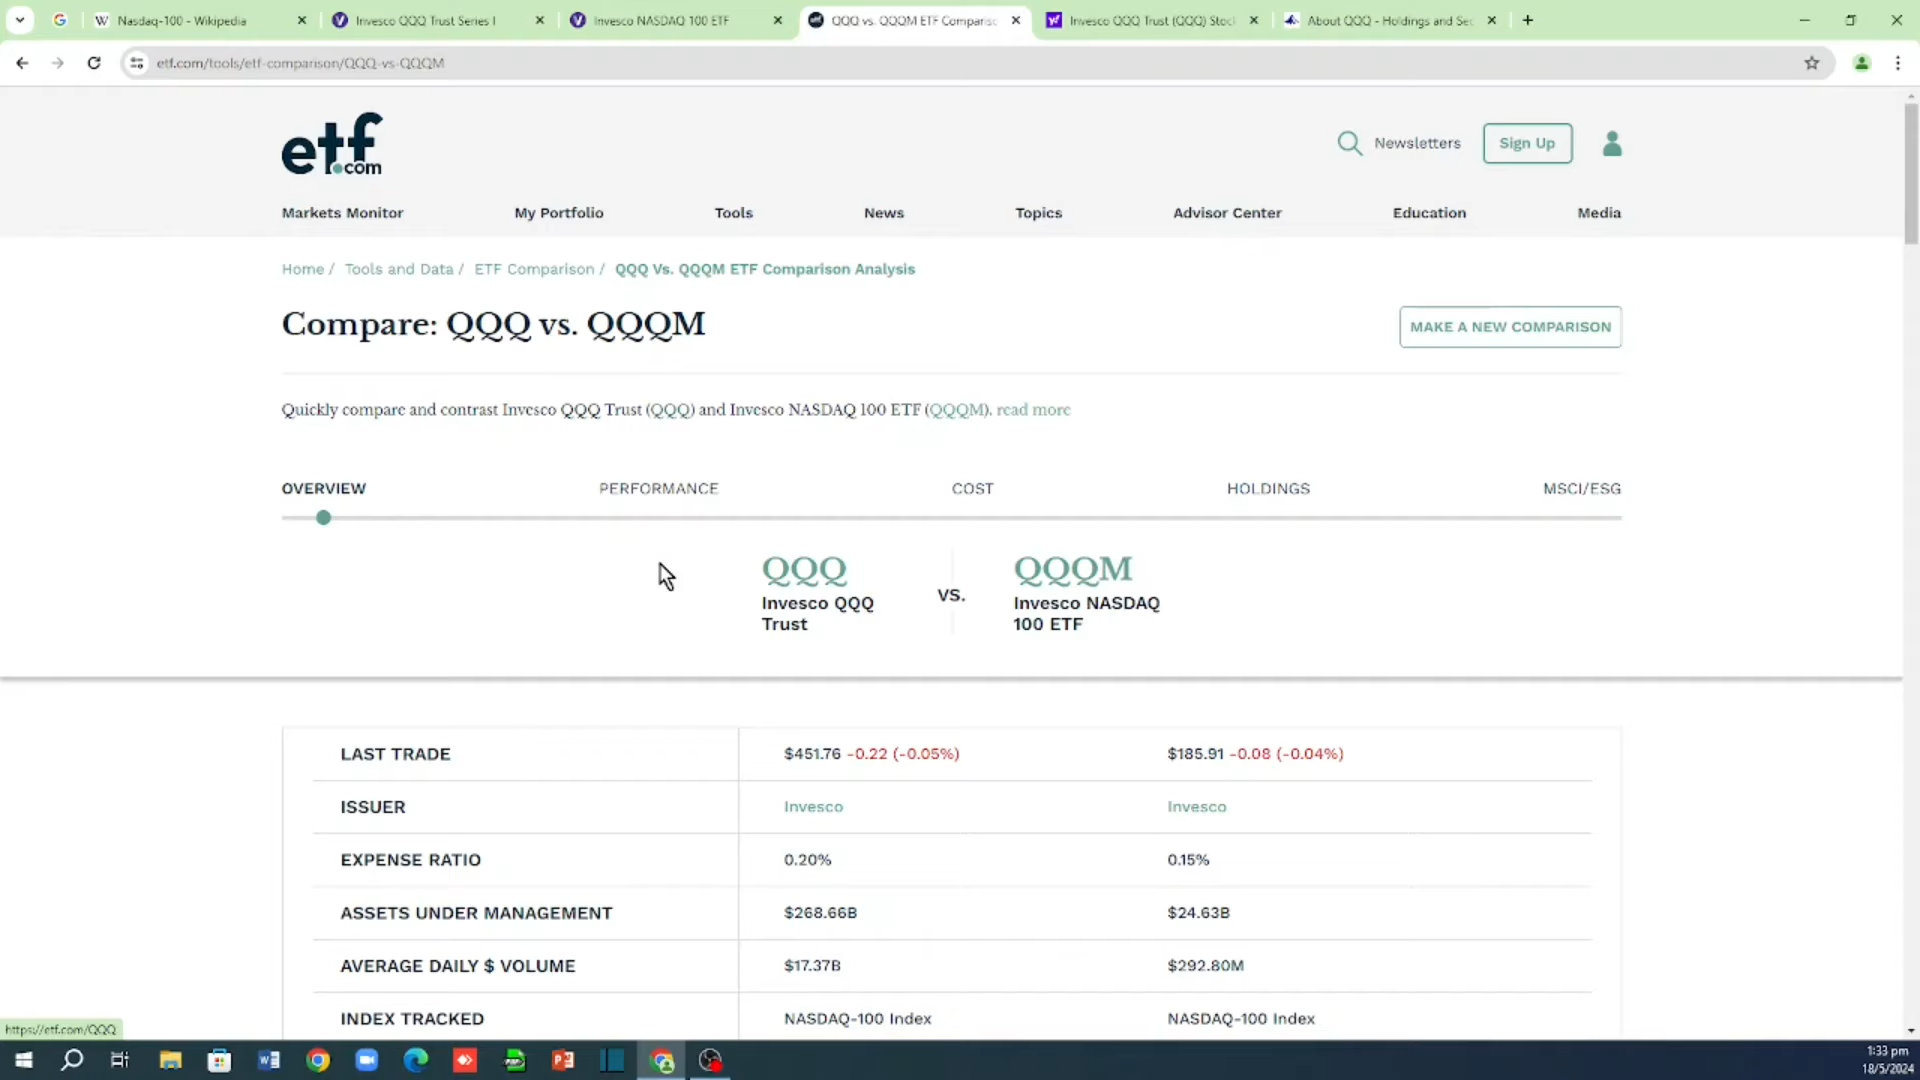 Nasdaq-100 - Wikipedia
Invesco QQQ Trust Series I
Invesco NASDAQ 100 ETF
QQQ vs. QQQM ETF Comparis
Invesco QQQ Trust (QQQ) Stoc
About QQQ - Holdings and Sec
etf.com/tools/etf-comparison/QQQ-vs-QQQM
etf.com
Newsletters
Sign Up
Markets Monitor
My Portfolio
Tools
News
Topics
Advisor Center
Education
Media
Home / Tools and Data / ETF Comparison / QQQ Vs. QQQM ETF Comparison Analysis
Compare: QQQ vs. QQQM
MAKE A NEW COMPARISON
Quickly compare and contrast Invesco QQQ Trust (QQQ) and Invesco NASDAQ 100 ETF (QQQM). read more
OVERVIEW
PERFORMANCE
COST
HOLDINGS
MSCI/ESG
QQQ
Invesco QQQ
Trust
VS.
QQQM
Invesco NASDAQ
100 ETF
LAST TRADE $451.76 -0.22 (-0.05%) $185.91 -0.08 (-0.04%)
ISSUER Invesco Invesco
EXPENSE RATIO 0.20% 0.15%
ASSETS UNDER MANAGEMENT $268.66B $24.63B
AVERAGE DAILY $ VOLUME $17.37B $292.80M
INDEX TRACKED NASDAQ-100 Index NASDAQ-100 Index
https://etf.com/QQQ
1:33 pm
18/5/2024